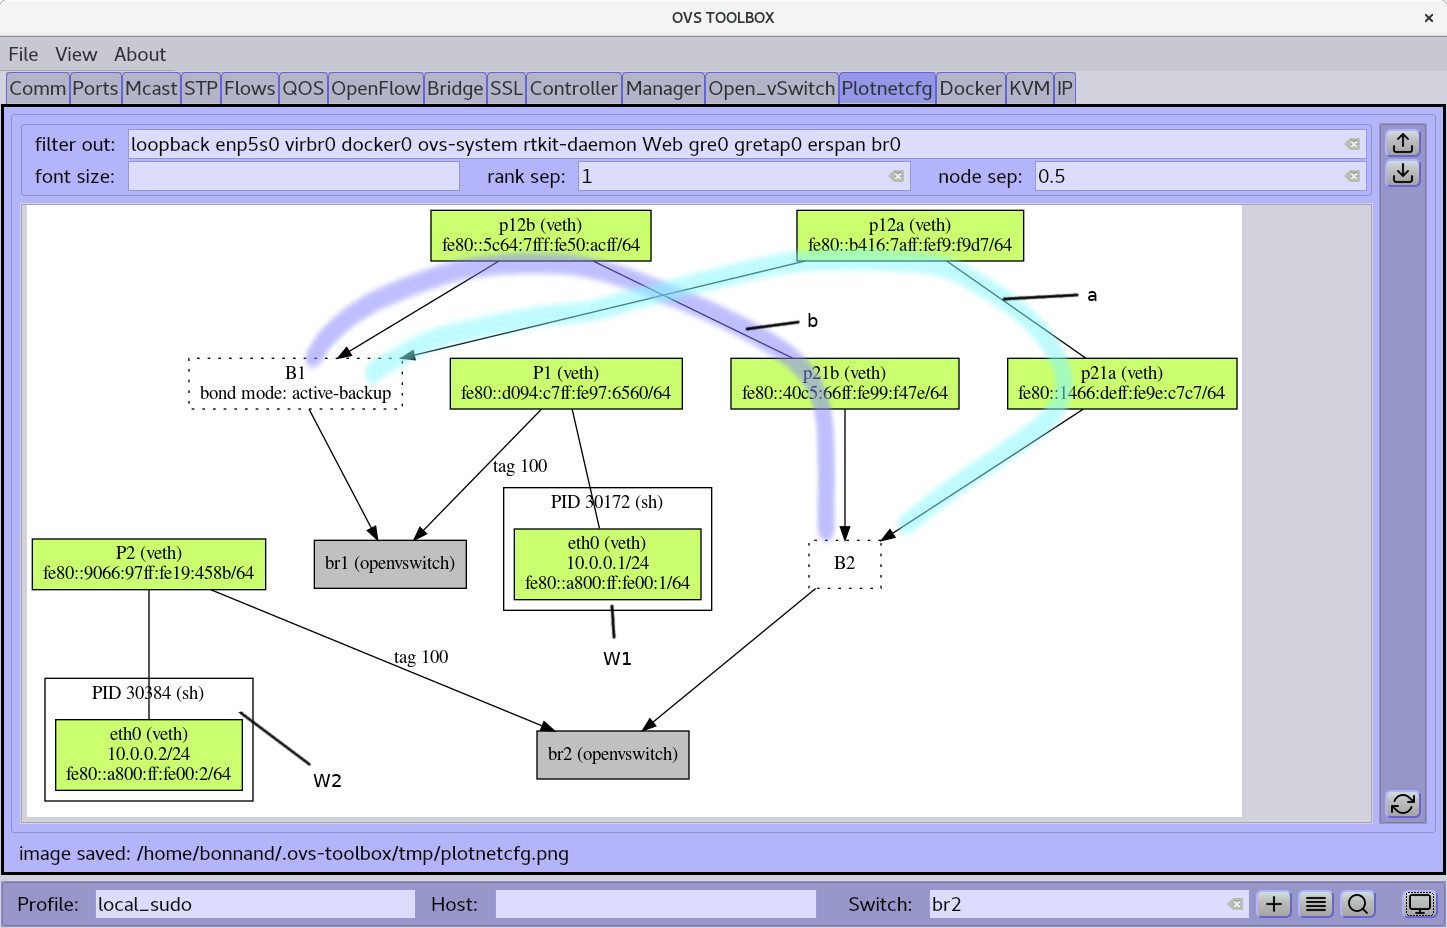 OVS TOOLBOX
File View About
Comm Ports Mcast STP Flows QOS OpenFlow Bridge SSL Controller Manager Open_vSwitch Plotnetcfg Docker KVM IP
filter out: loopback enp5s0 virbr0 docker0 ovs-system rtkit-daemon Web gre0 gretap0 erspan br0
font size: rank sep: 1 node sep: 0.5
p12b (veth)
fe80::5c64:7fff:fe50:acff/64
p12a (veth)
fe80::b416:7aff:fef9:f9d7/64
a
b
B1
bond mode: active-backup
P1 (veth)
fe80::d094:c7ff:fe97:6560/64
p21b (veth)
fe80::40c5:66ff:fe99:f47e/64
p21a (veth)
fe80::1466:deff:fe9e:c7c7/64
tag 100
PID 30172 (sh)
eth0 (veth)
10.0.0.1/24
fe80::a800:ff:fe00:1/64
br1 (openvswitch)
P2 (veth)
fe80::9066:97ff:fe19:458b/64
B2
W1
tag 100
PID 30384 (sh)
eth0 (veth)
10.0.0.2/24
fe80::a800:ff:fe00:2/64
br2 (openvswitch)
W2
image saved: /home/bonnand/.ovs-toolbox/tmp/plotnetcfg.png
Profile: local_sudo Host: Switch: br2